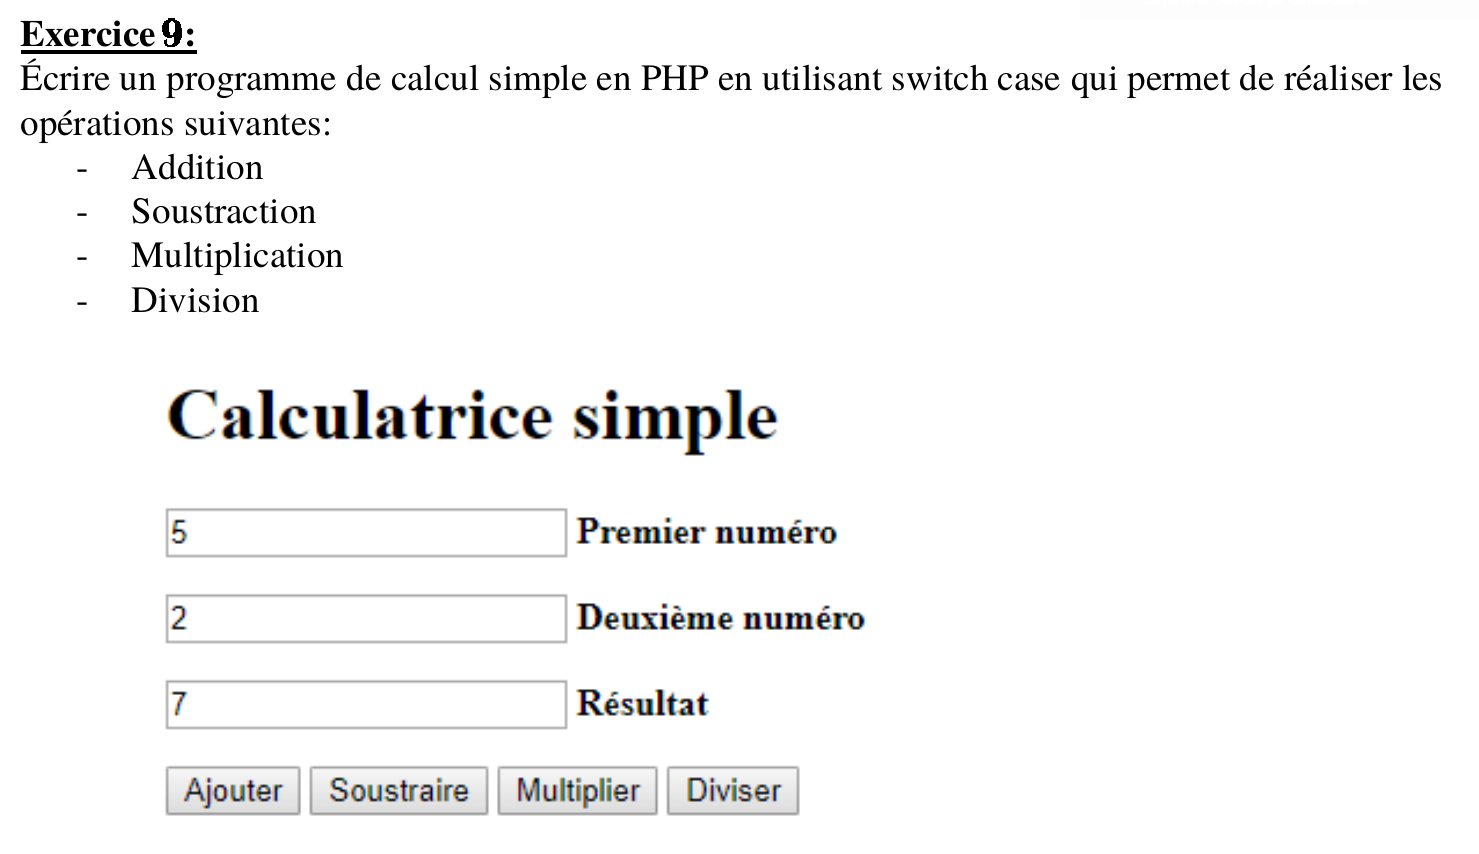 Exercice 9:
Écrire un programme de calcul simple en PHP en utilisant switch case qui permet de réaliser les
opérations suivantes:
- Addition
- Soustraction
- Multiplication
- Division
Calculatrice simple
5 Premier numéro
2 Deuxième numéro
7 Résultat
Ajouter Soustraire Multiplier Diviser